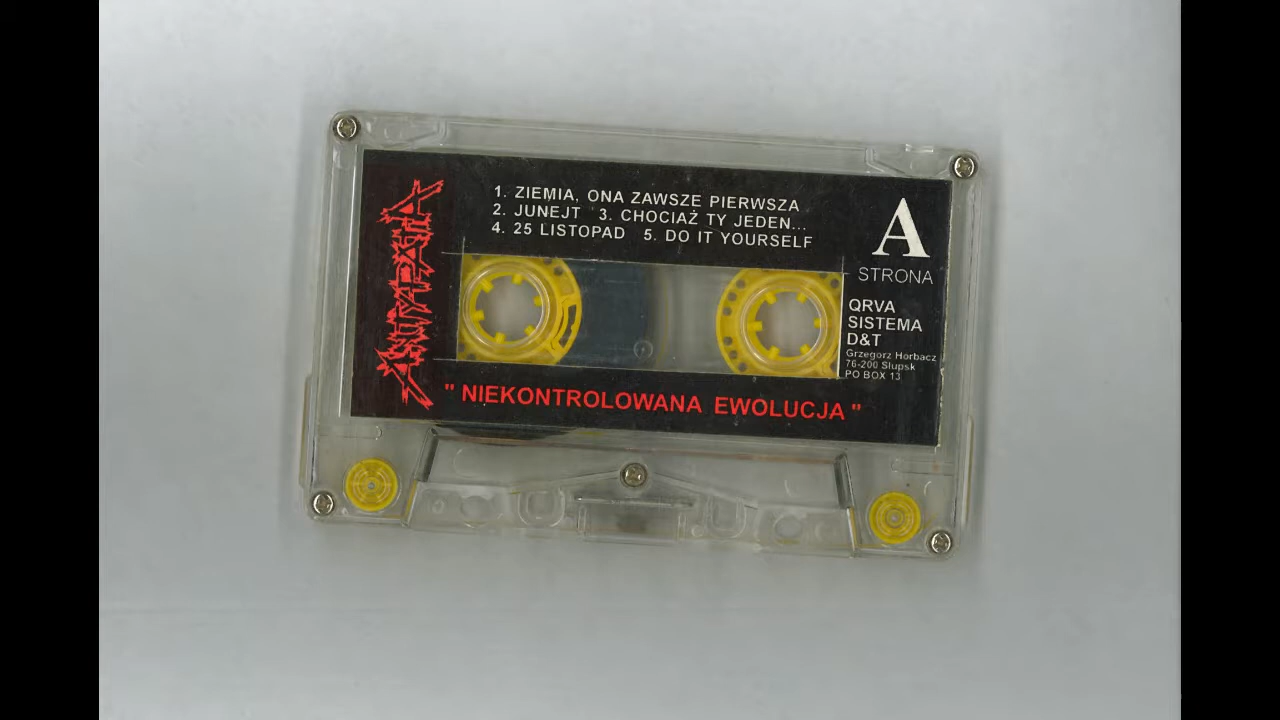 1. ZIEMIA, ONA ZAWSZE PIERWSZA
2. JUNEJT 3. CHOCIAŻ TY JEDEN...
4. 25 LISTOPAD 5. DO IT YOURSELF
A
STRONA
QRVA
SISTEMA
D&T
Grzegorz Horbacz
76-200 Slupsk
PO BOX 13
" NIEKONTROLOWANA EWOLUCJA "